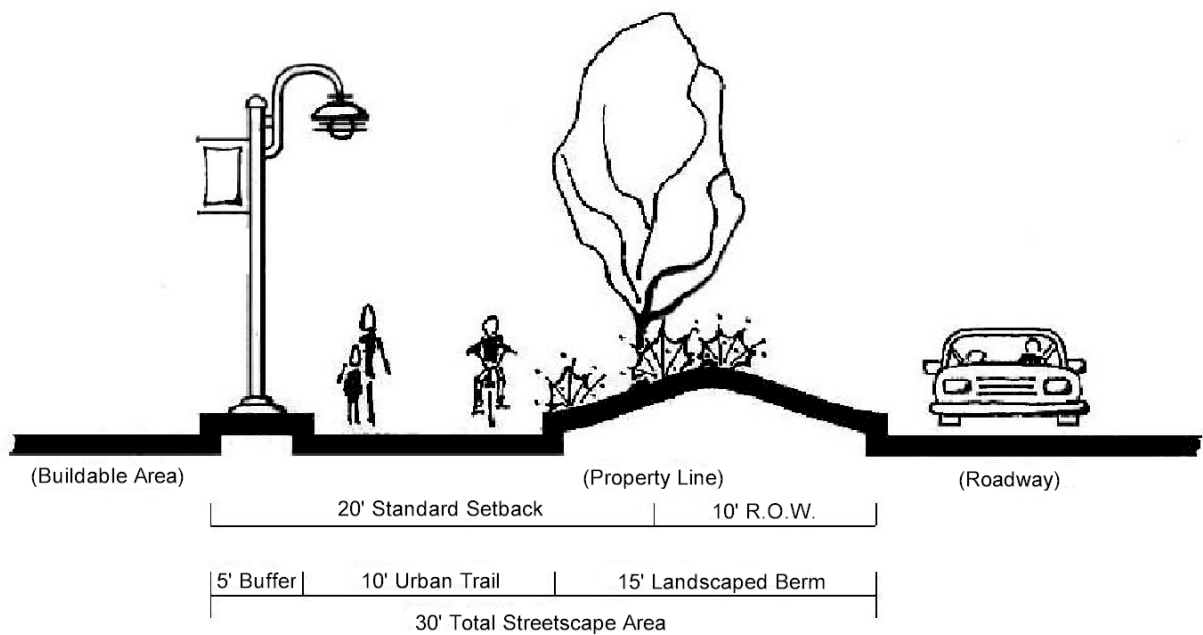 (Buildable Area) (Property Line) (Roadway)
20' Standard Setback 10' R.O.W.
5' Buffer 10' Urban Trail 15' Landscaped Berm
30' Total Streetscape Area